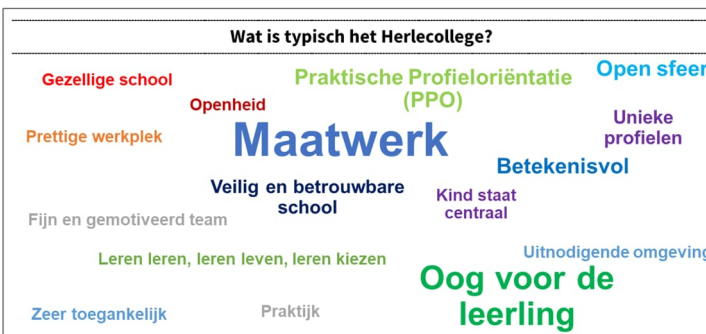 Wat is typisch het Herlecollege?
Gezellige school
Praktische Profieloriëntatie
(PPO)
Open sfeer
Openheid
Unieke
profielen
Prettige werkplek
Maatwerk
Betekenisvol
Veilig en betrouwbare
school
Kind staat
centraal
Fijn en gemotiveerd team
Leren leren, leren leven, leren kiezen
Uitnodigende omgeving
Oog voor de
leerling
Zeer toegankelijk
Praktijk